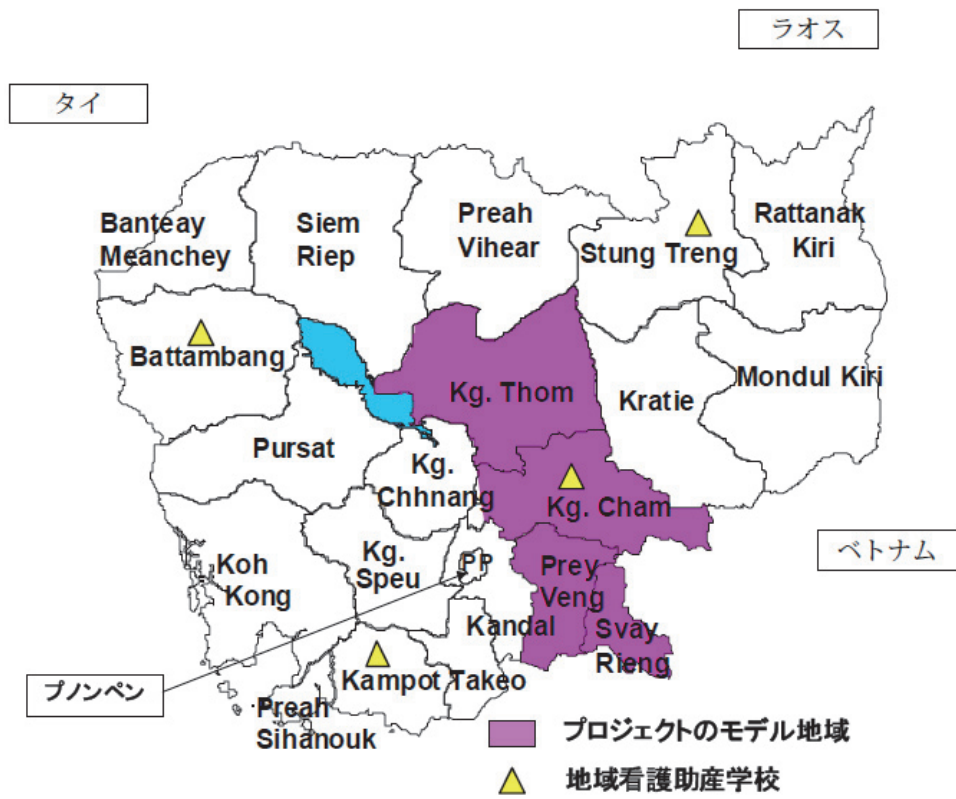 ラオス
タイ
Banteay
Meanchey
Siem
Riep
Preah
Vihear
Stung Treng
Rattanak
Kiri
Battambang
Kg. Thom
Kratie
Mondul Kiri
Pursat
Kg.
Chhnang
Kg. Cham
ベトナム
Koh
Kong
Kg.
Speu
PP
Prey
Veng
Kandal
Svay
Rieng
プノンペン
Kampot
Takeo
Preah
Sihanouk
プロジェクトのモデル地域
地域看護助産学校